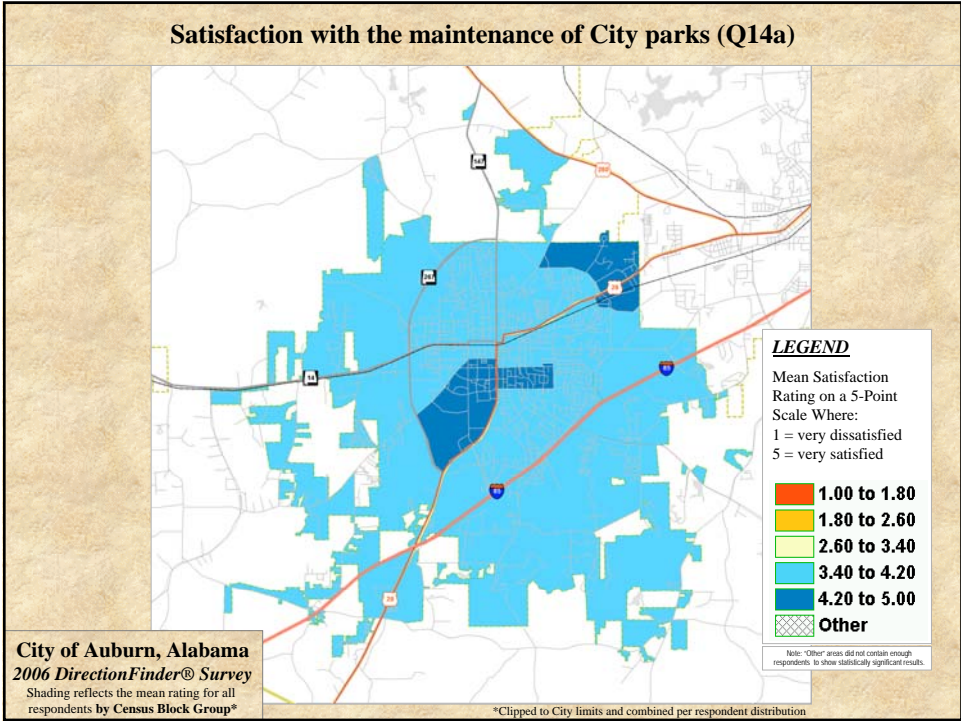 Satisfaction with the maintenance of City parks (Q14a)
147
280
267
28
85
14
85
28
LEGEND
Mean Satisfaction
Rating on a 5-Point
Scale Where:
1 = very dissatisfied
5 = very satisfied
1.00 to 1.80
1.80 to 2.60
2.60 to 3.40
3.40 to 4.20
4.20 to 5.00
Other
Note: "Other" areas did not contain enough
respondents to show statistically significant results.
City of Auburn, Alabama
2006 DirectionFinder® Survey
Shading reflects the mean rating for all
respondents by Census Block Group*
*Clipped to City limits and combined per respondent distribution